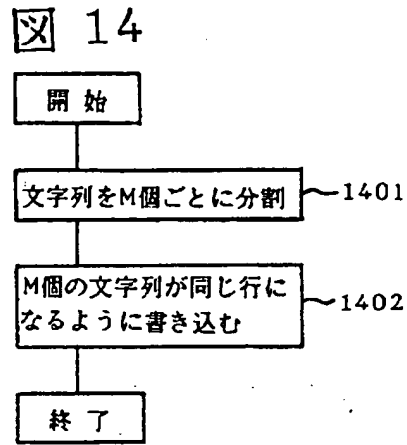 図 14
開始
文字列をM個ごとに分割
1401
M個の文字列が同じ行に
なるように書き込む
1402
終了